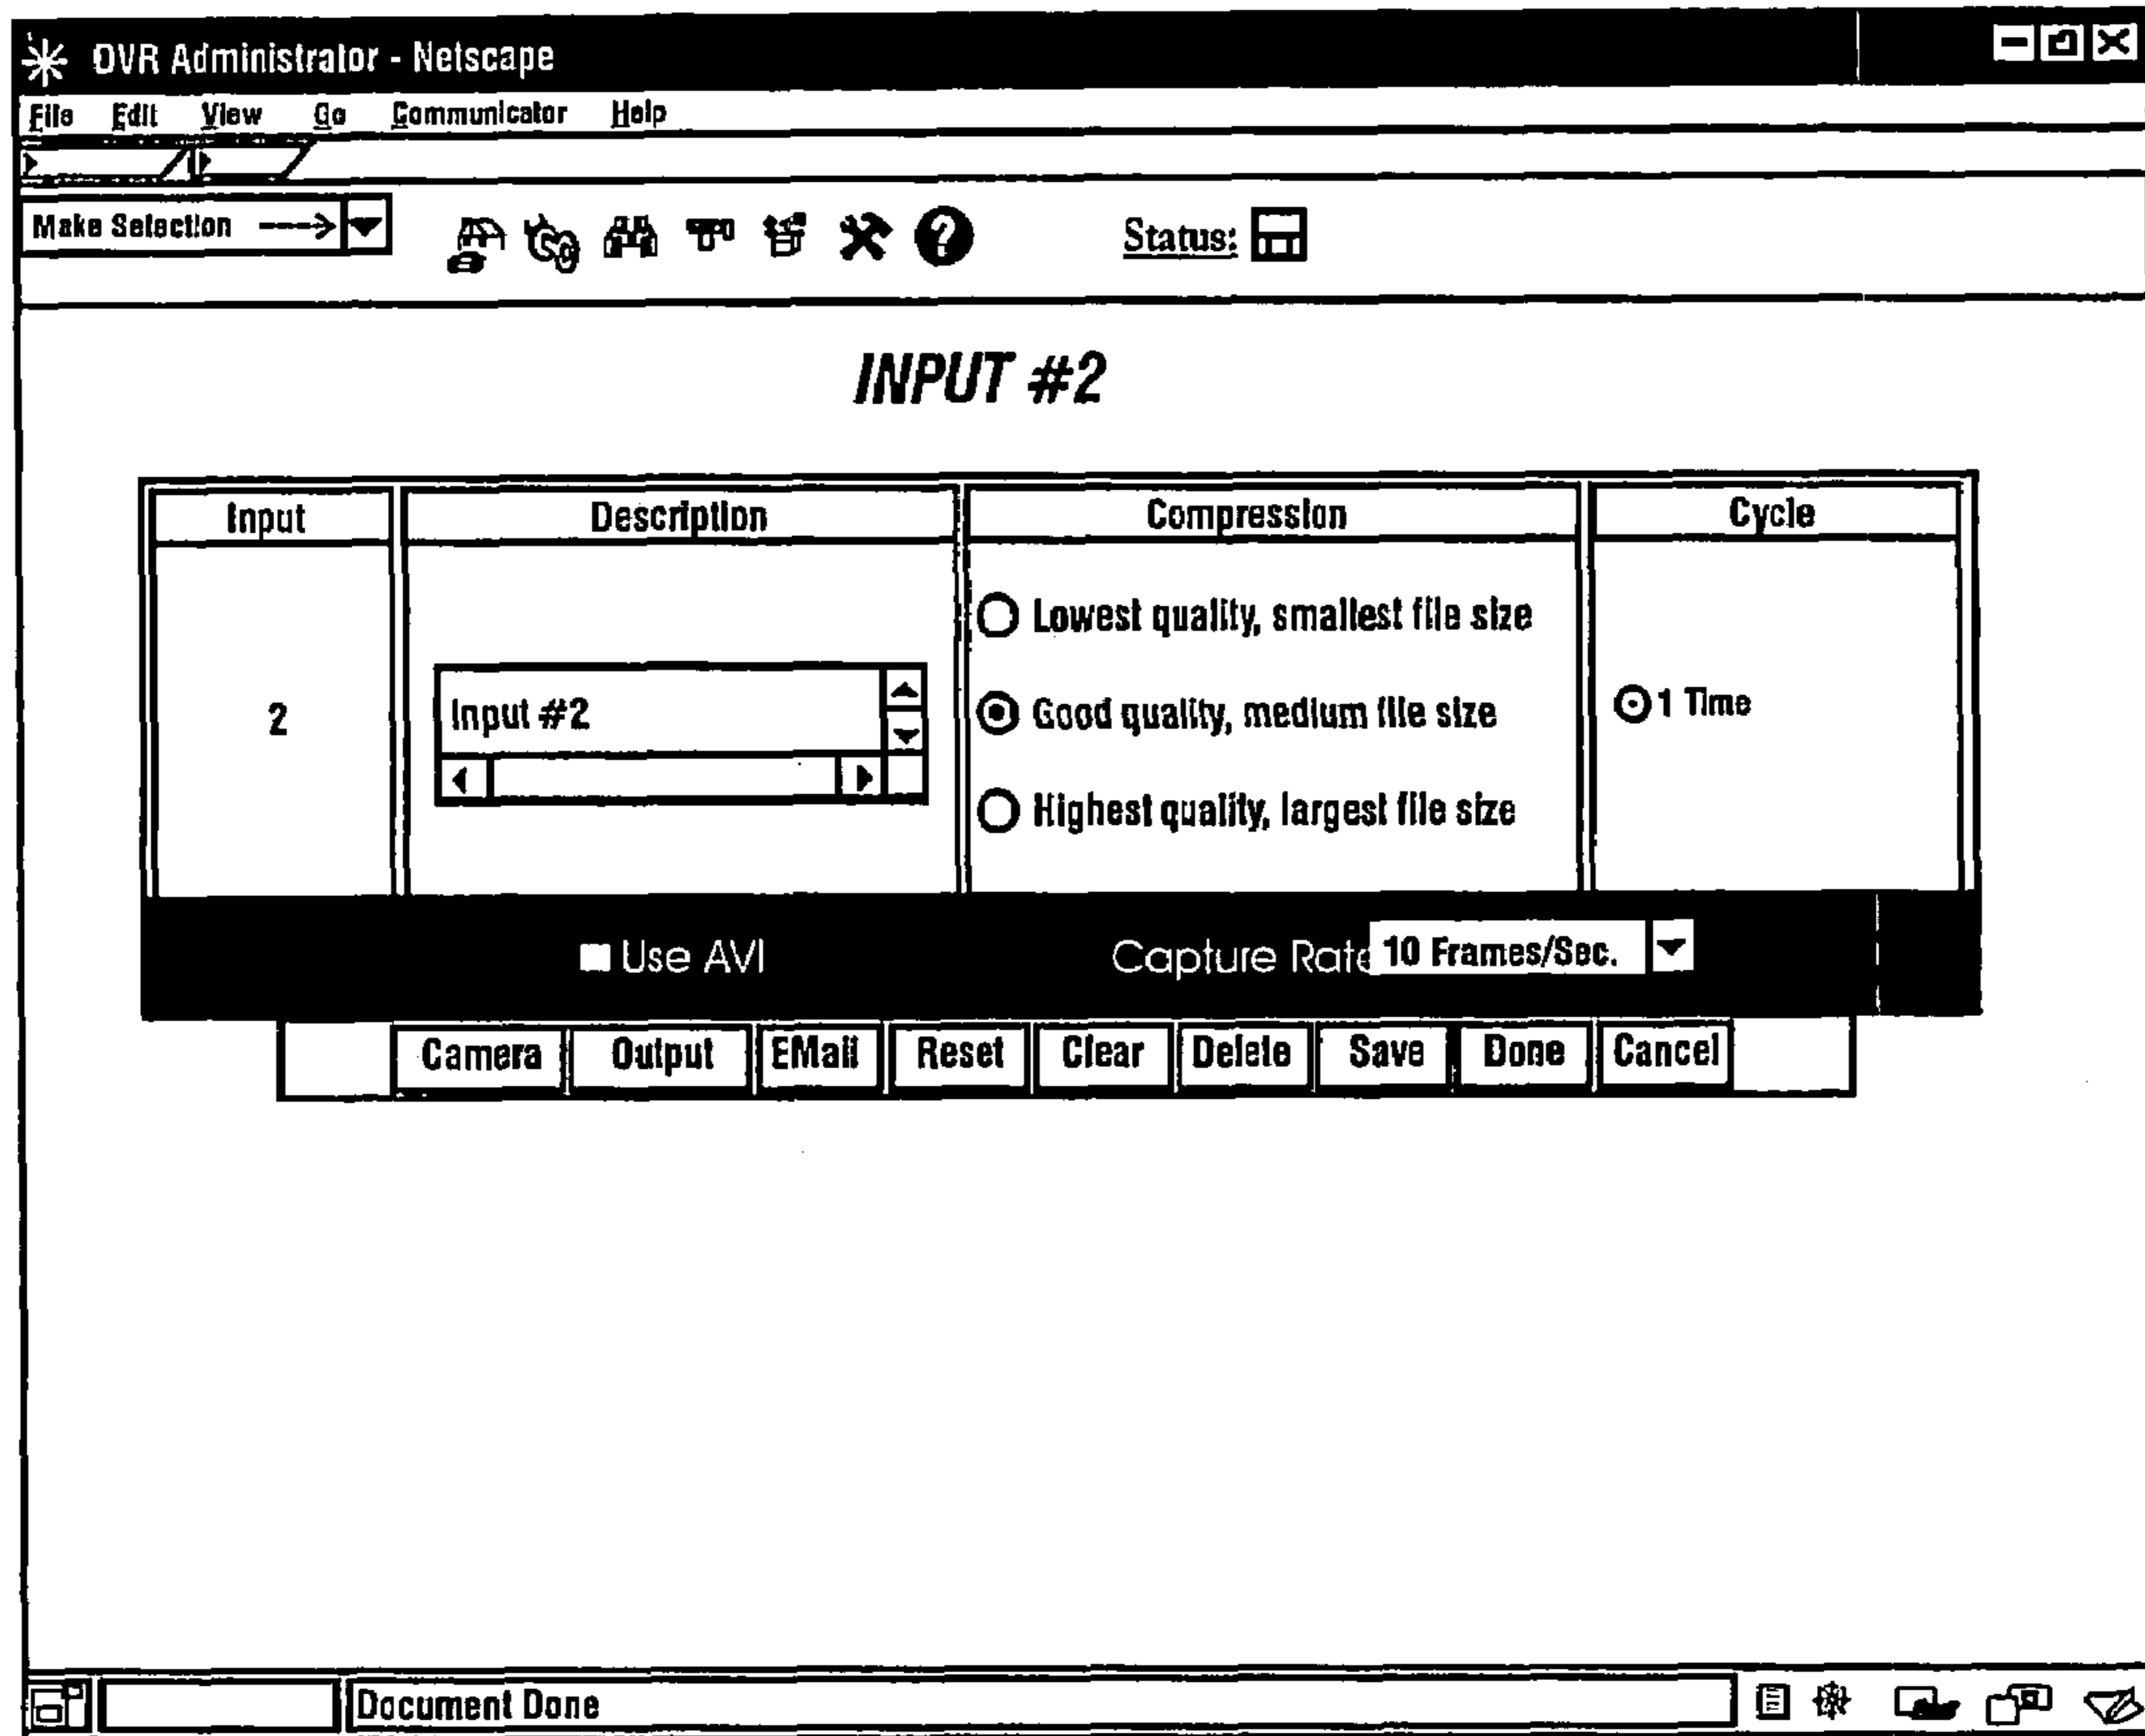 DVR Administrator - Netscape
File Edit View Go Communicator Help
Make Selection ---> Status:
INPUT #2
Input Description Compression Cycle
Lowest quality, smallest file size
2 Input #2 Good quality, medium file size 1 Time
Highest quality, largest file size
Use AVI Capture Rate 10 Frames/Sec.
Camera Output EMail Reset Clear Delete Save Done Cancel
Document Done